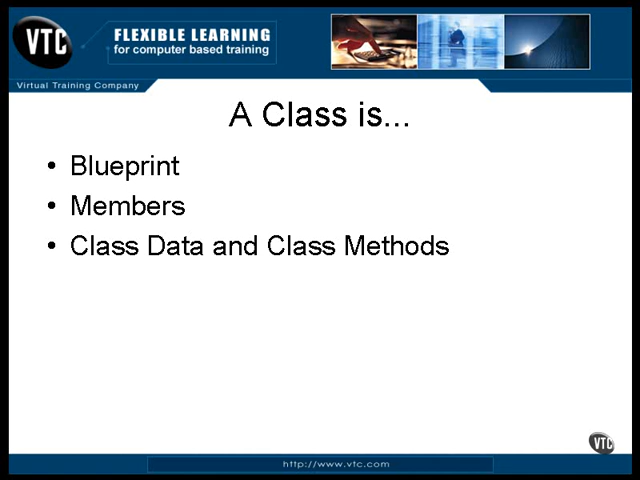 VTC
FLEXIBLE LEARNING
for computer based training
Virtual Training Company
A Class is...
• Blueprint
• Members
• Class Data and Class Methods
VTC
http://www.vtc.com